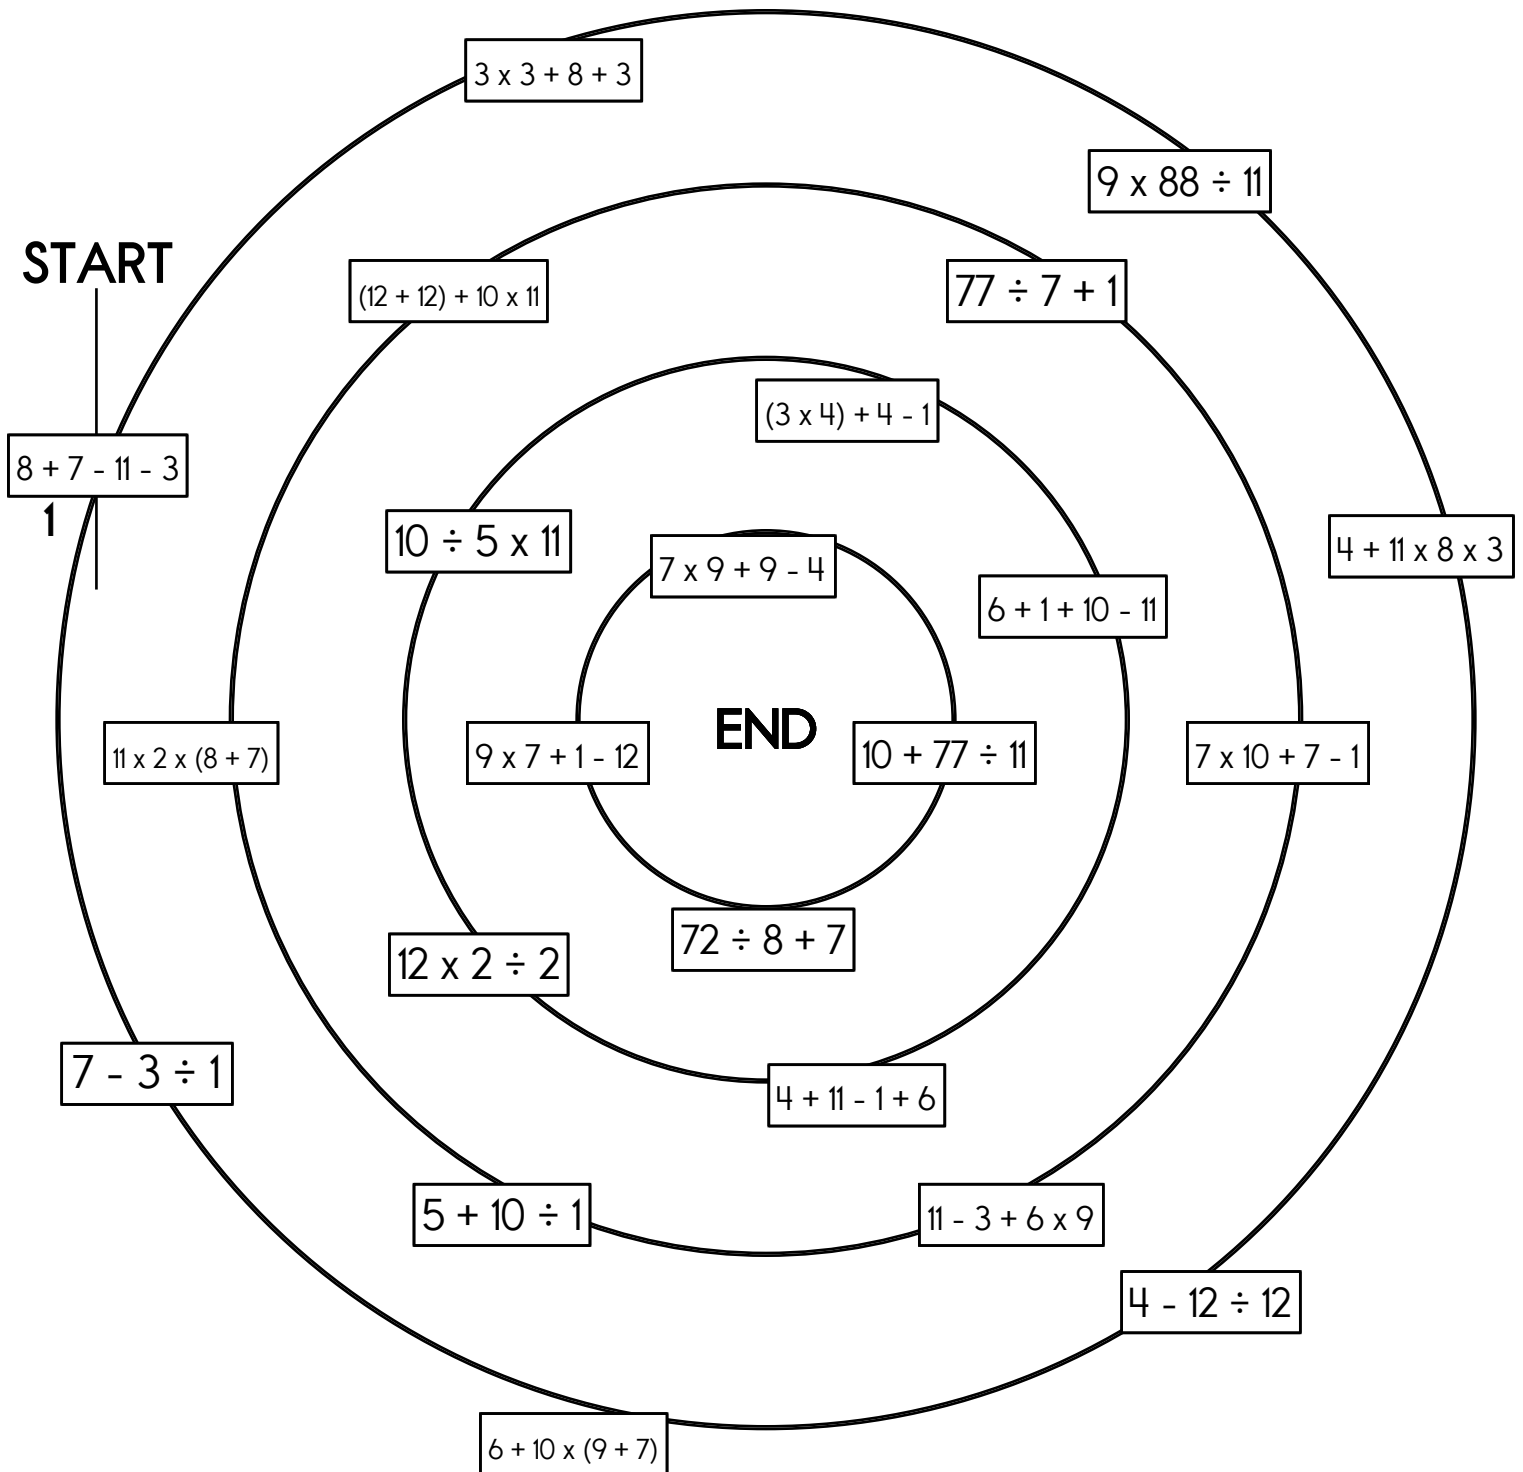 3 x 3 + 8 + 3
9 x 88 ÷ 11
START
(12 + 12) + 10 x 11
77 ÷ 7 + 1
(3 x 4) + 4 - 1
8 + 7 - 11 - 3
1
10 ÷ 5 x 11
4 + 11 x 8 x 3
7 x 9 + 9 - 4
6 + 1 + 10 - 11
END
11 x 2 x (8 + 7)
9 x 7 + 1 - 12
10 + 77 ÷ 11
7 x 10 + 7 - 1
72 ÷ 8 + 7
12 x 2 ÷ 2
7 - 3 ÷ 1
4 + 11 - 1 + 6
5 + 10 ÷ 1
11 - 3 + 6 x 9
4 - 12 ÷ 12
6 + 10 x (9 + 7)